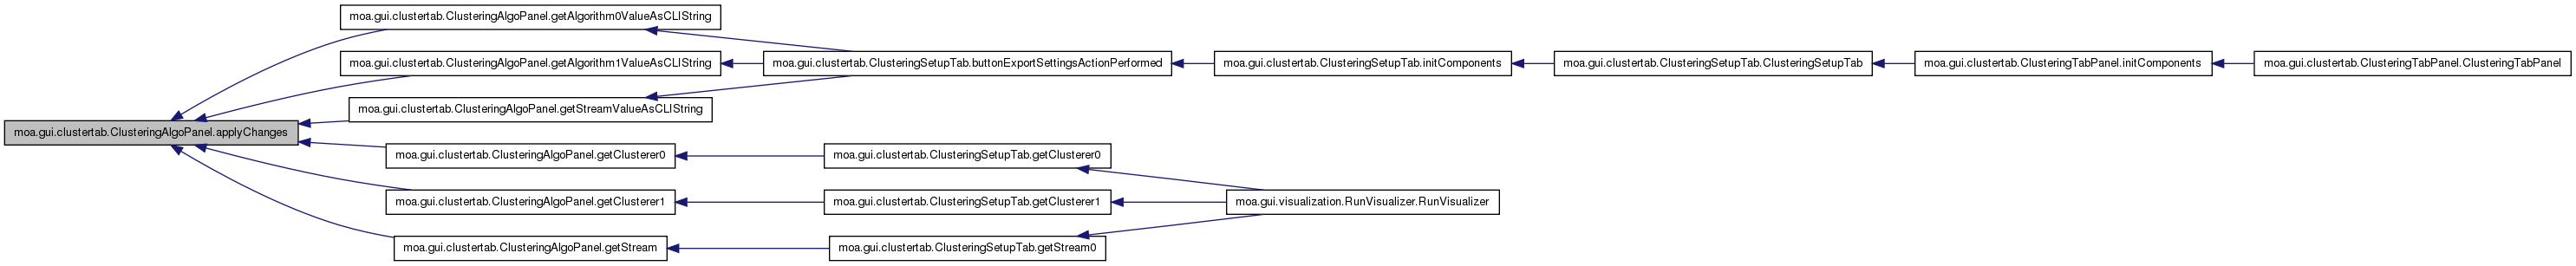 moa.gui.clustertab.ClusteringAlgoPanel.getAlgorithm0ValueAsCLIString
moa.gui.clustertab.ClusteringAlgoPanel.getAlgorithm1ValueAsCLIString
moa.gui.clustertab.ClusteringSetupTab.buttonExportSettingsActionPerformed
moa.gui.clustertab.ClusteringSetupTab.initComponents
moa.gui.clustertab.ClusteringSetupTab.ClusteringSetupTab
moa.gui.clustertab.ClusteringTabPanel.initComponents
moa.gui.clustertab.ClusteringTabPanel.ClusteringTabPanel
moa.gui.clustertab.ClusteringAlgoPanel.getStreamValueAsCLIString
moa.gui.clustertab.ClusteringAlgoPanel.applyChanges
moa.gui.clustertab.ClusteringAlgoPanel.getClusterer0
moa.gui.clustertab.ClusteringSetupTab.getClusterer0
moa.gui.clustertab.ClusteringAlgoPanel.getClusterer1
moa.gui.clustertab.ClusteringSetupTab.getClusterer1
moa.gui.visualization.RunVisualizer.RunVisualizer
moa.gui.clustertab.ClusteringAlgoPanel.getStream
moa.gui.clustertab.ClusteringSetupTab.getStream0